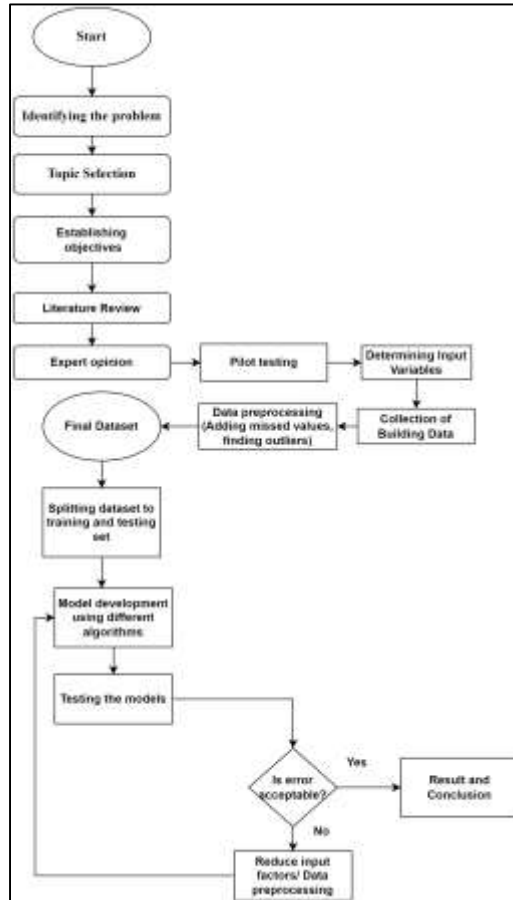 Start
Identifying the problem
Topic Selection
Establishing
objectives
Literature Review
Expert opinion
Pilot testing
Determining Input
Variables
Collection of
Building Data
Data preprocessing
(Adding missed values,
finding outliers)
Final Dataset
Splitting dataset to
training and testing
set
Model development
using different
algorithms
Testing the models
Is error
acceptable?
Yes
Result and
Conclusion
No
Reduce input
factors/ Data
preprocessing